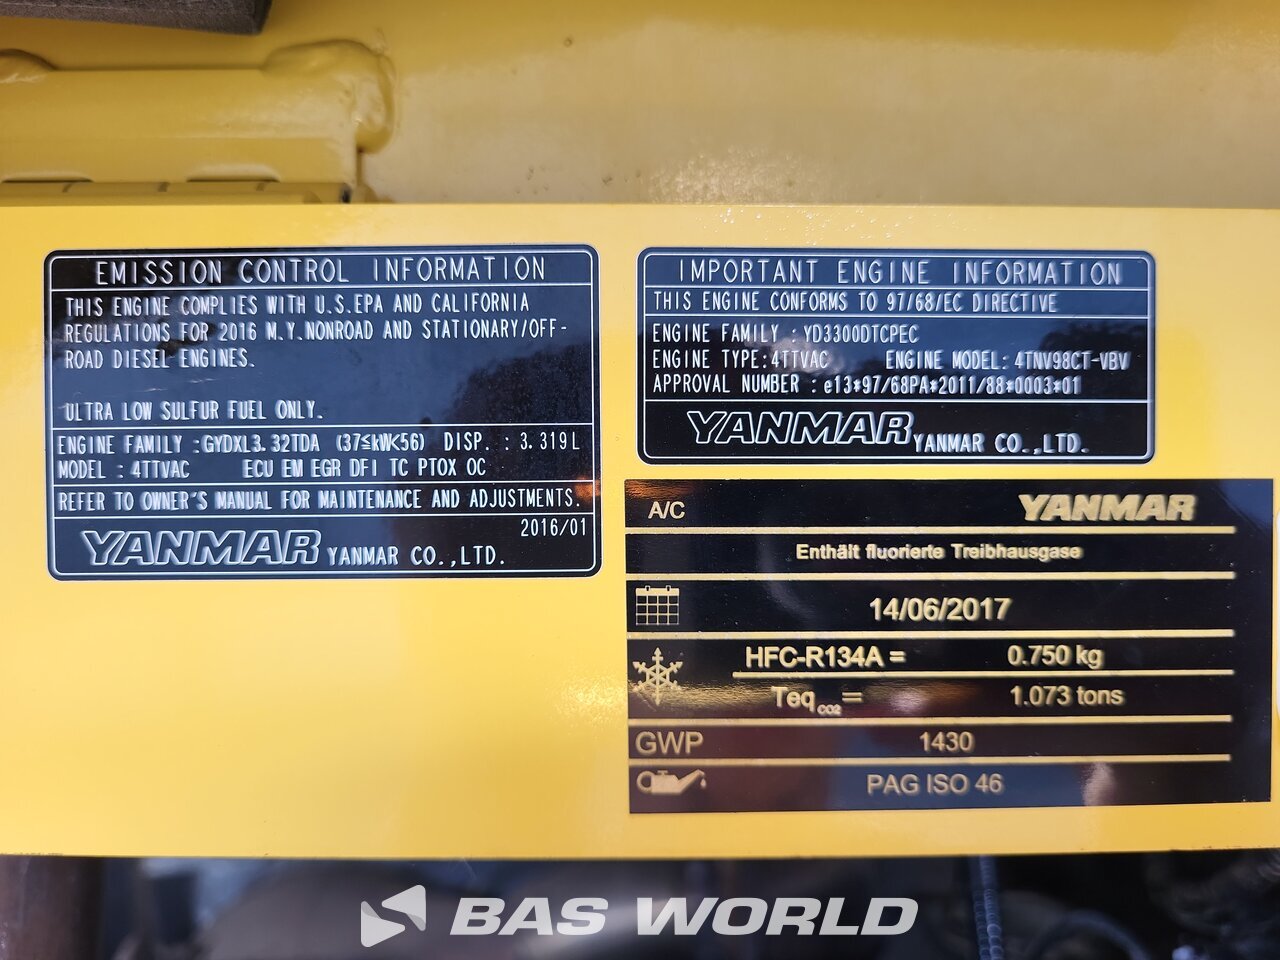 EMISSION CONTROL INFORMATION
THIS ENGINE COMPLIES WITH U.S.EPA AND CALIFORNIA
REGULATIONS FOR 2016 M.Y.NONROAD AND STATIONARY/OFF-
ROAD DIESEL ENGINES.
ULTRA LOW SULFUR FUEL ONLY.
ENGINE FAMILY :GYDXL3.32TDA (37≦kW<56) DISP. : 3.319L
MODEL : 4TTVAC ECU EM EGR DFI TC PTOX OC
REFER TO OWNER'S MANUAL FOR MAINTENANCE AND ADJUSTMENTS.
2016/01
YANMAR YANMAR CO.,LTD.
IMPORTANT ENGINE INFORMATION
THIS ENGINE CONFORMS TO 97/68/EC DIRECTIVE
ENGINE FAMILY : YD3300DTCPEC
ENGINE TYPE:4TTVAC ENGINE MODEL:4TNV98CT-VBV
APPROVAL NUMBER :e13*97/68PA*2011/88*0003*01
YANMAR YANMAR CO.,LTD.
A/C YANMAR
Enthält fluorierte Treibhausgase
14/06/2017
HFC-R134A = 0.750 kg
Teq CO2 = 1.073 tons
GWP 1430
PAG ISO 46
BAS WORLD